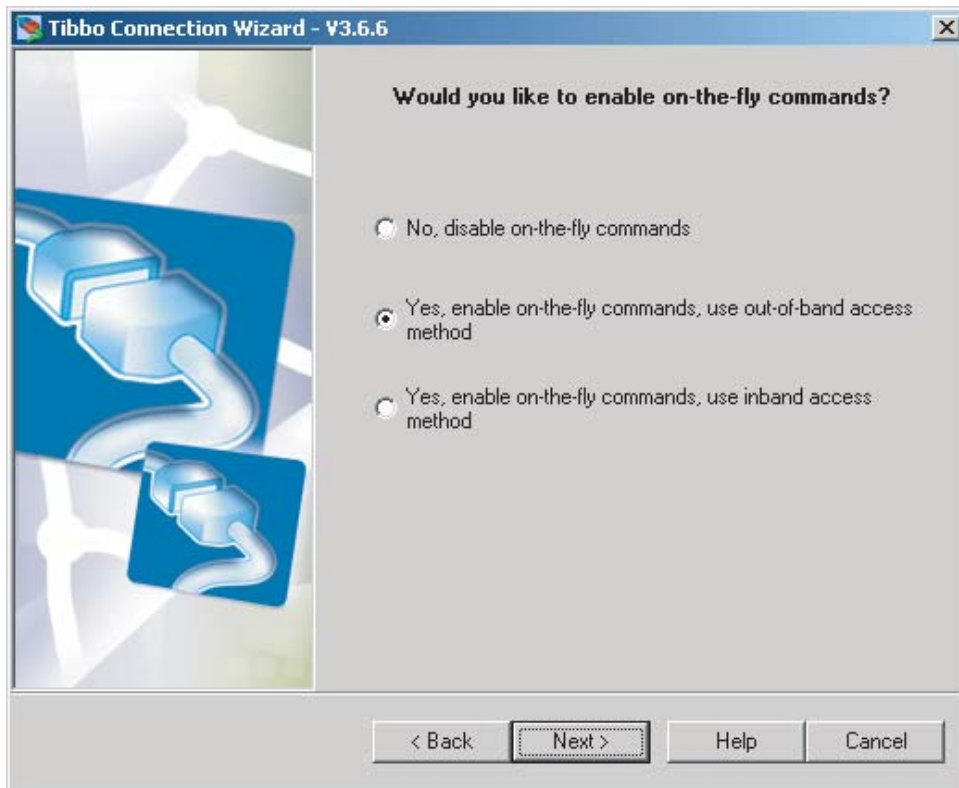 Tibbo Connection Wizard - V3.6.6
Would you like to enable on-the-fly commands?
No, disable on-the-fly commands
Yes, enable on-the-fly commands, use out-of-band access
method
Yes, enable on-the-fly commands, use inband access
method
< Back
Next >
Help
Cancel